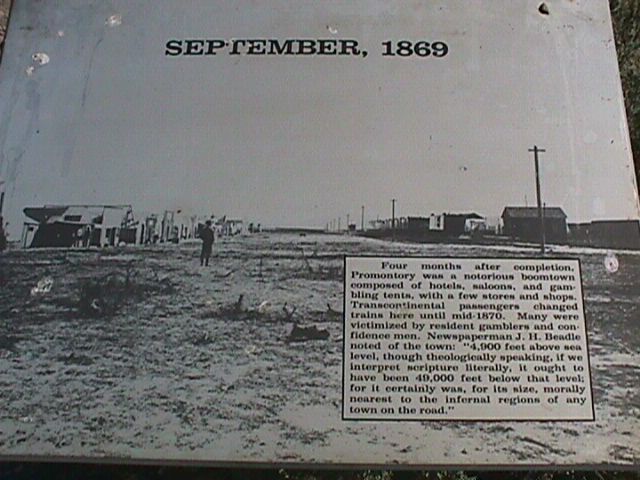 SEPTEMBER, 1869
Four months after completion,
Promontory was a notorious boomtown
composed of hotels, saloons, and gam-
bling tents, with a few stores and shops.
Transcontinental passengers changed
trains here until mid-1870. Many were
victimized by resident gamblers and con-
fidence men. Newspaperman J. H. Beadle
noted of the town: "4,900 feet above sea
level, though theologically speaking, if we
interpret scripture literally, it ought to
have been 49,000 feet below that level;
for it certainly was, for its size, morally
nearest to the infernal regions of any
town on the road."